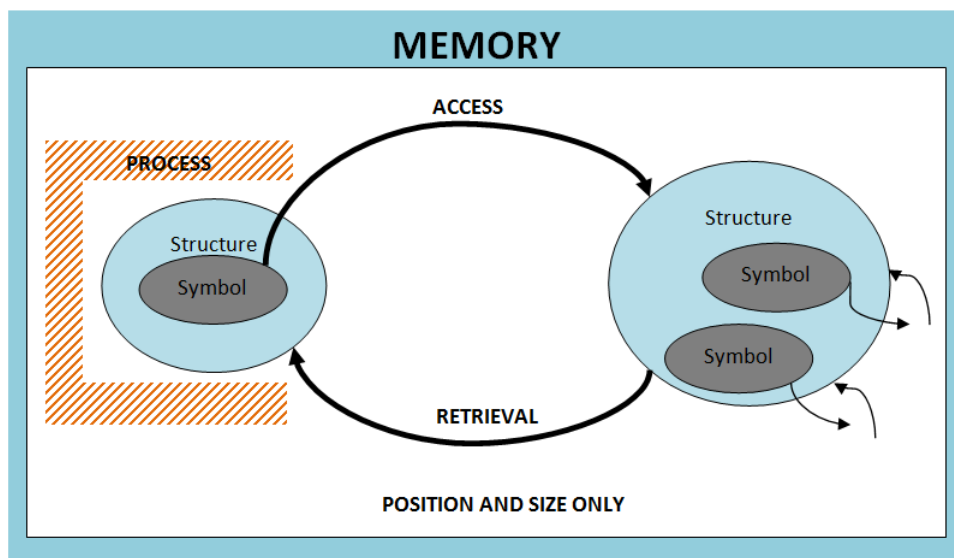 MEMORY
ACCESS
PROCESS
Structure
Symbol
Structure
Symbol
Symbol
RETRIEVAL
POSITION AND SIZE ONLY